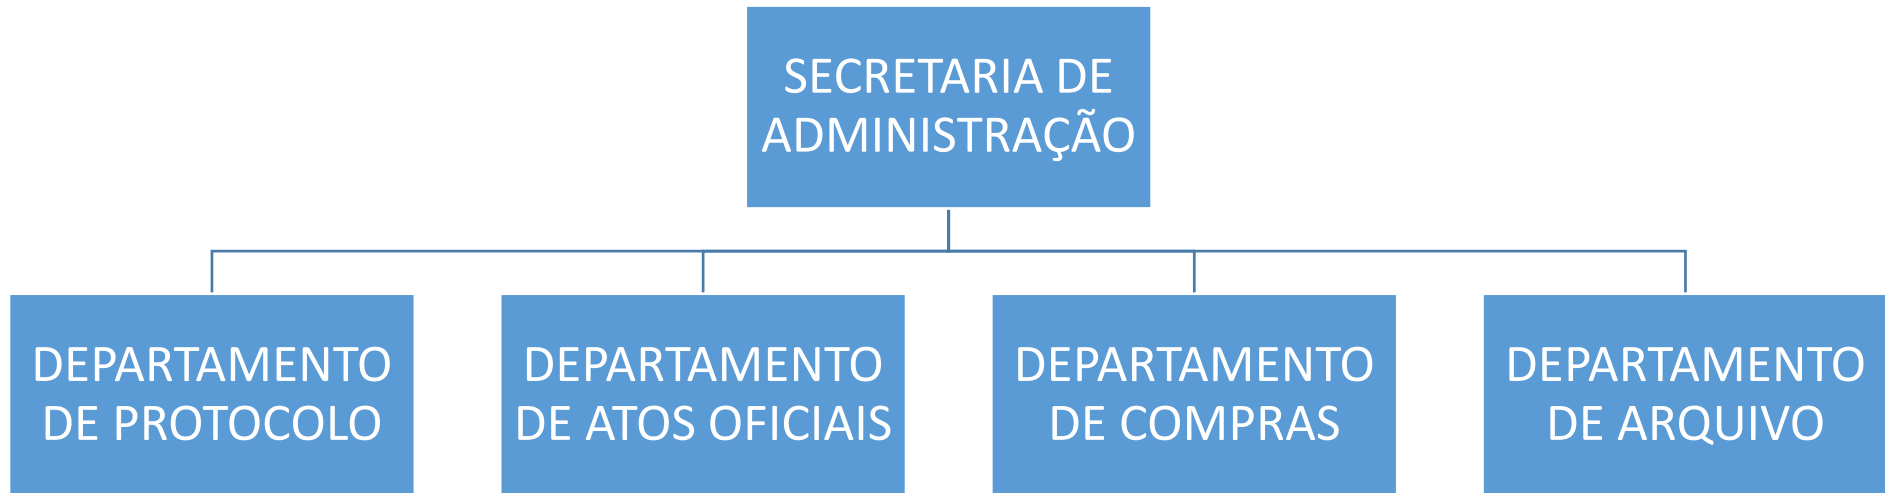 SECRETARIA DE
ADMINISTRAÇÃO
DEPARTAMENTO
DE PROTOCOLO
DEPARTAMENTO
DE ATOS OFICIAIS
DEPARTAMENTO
DE COMPRAS
DEPARTAMENTO
DE ARQUIVO